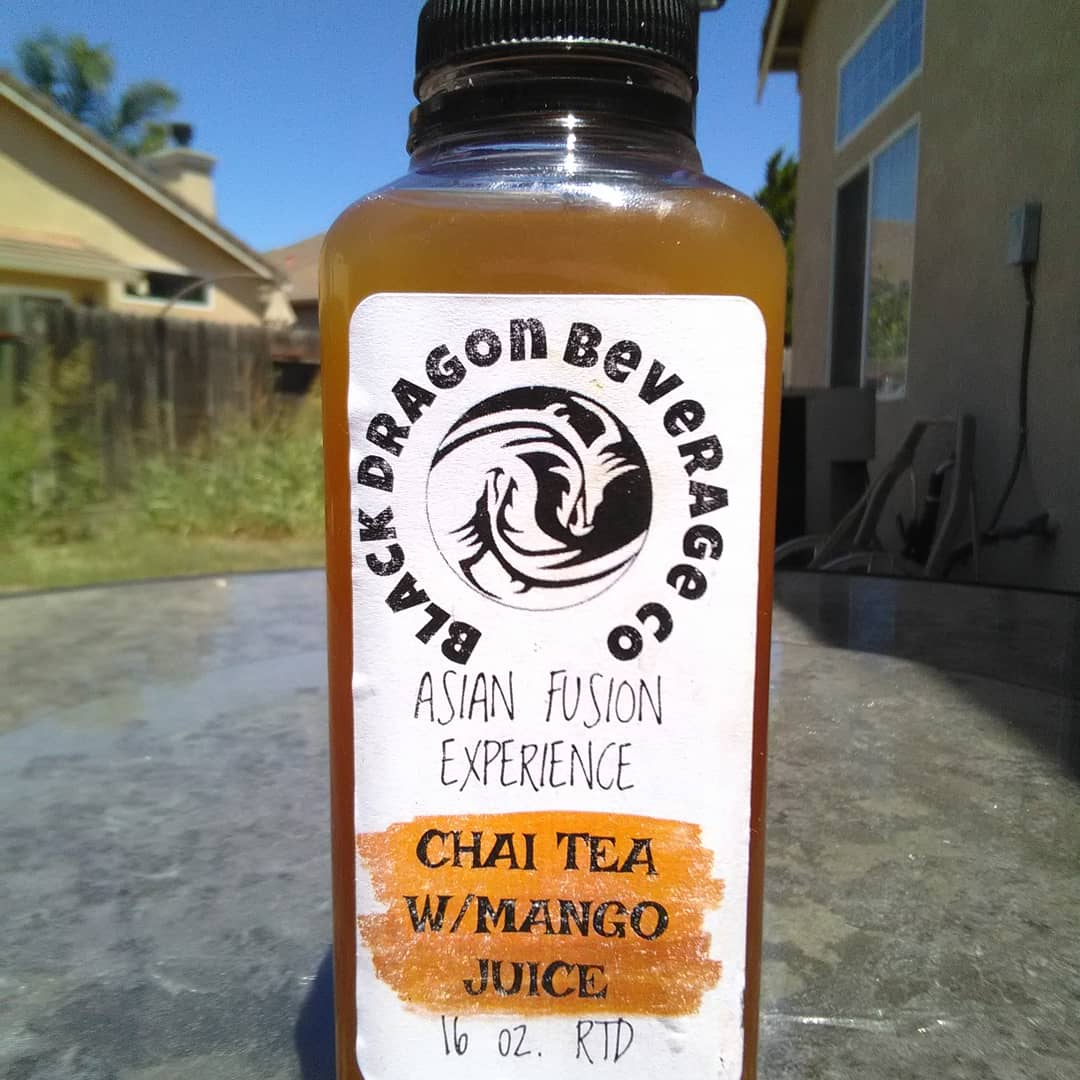 BLACK DRAGON BEVERAGE CO
ASIAN FUSION
EXPERIENCE
CHAI TEA
W/MANGO
JUICE
16 OZ. RTD